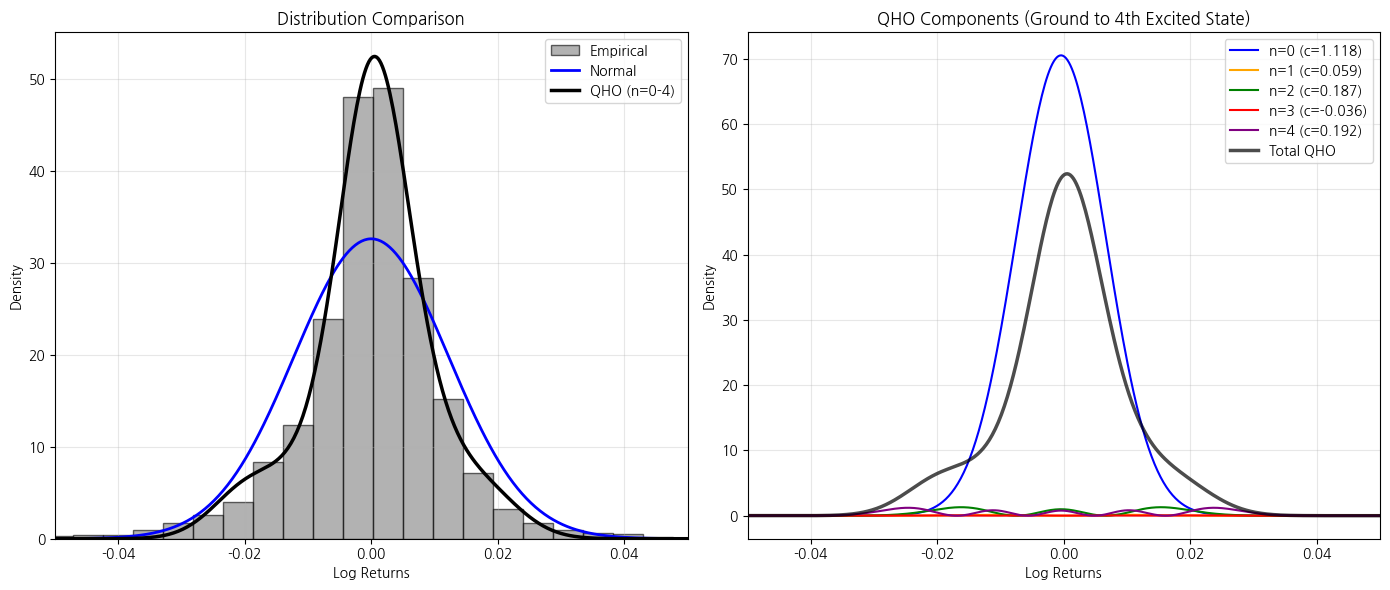 Distribution Comparison
Density
50
40
30
20
10
0
-0.04
-0.02
0.00
0.02
0.04
Log Returns
Empirical
Normal
QHO (n=0-4)
QHO Components (Ground to 4th Excited State)
Density
70
60
50
40
30
20
10
0
-0.04
-0.02
0.00
0.02
0.04
Log Returns
n=0 (c=1.118)
n=1 (c=0.059)
n=2 (c=0.187)
n=3 (c=-0.036)
n=4 (c=0.192)
Total QHO